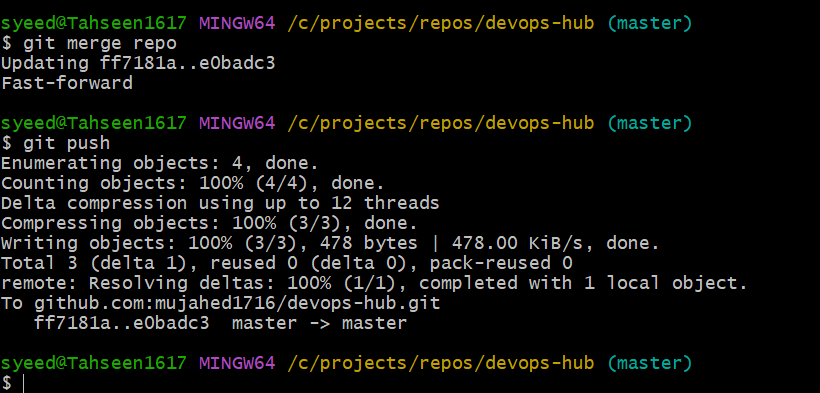 syeed@Tahseen1617 MINGW64 /c/projects/repos/devops-hub (master)
$ git merge repo
Updating ff7181a..e0badc3
Fast-forward
syeed@Tahseen1617 MINGW64 /c/projects/repos/devops-hub (master)
$ git push
Enumerating objects: 4, done.
Counting objects: 100% (4/4), done.
Delta compression using up to 12 threads
Compressing objects: 100% (3/3), done.
Writing objects: 100% (3/3), 478 bytes | 478.00 KiB/s, done.
Total 3 (delta 1), reused 0 (delta 0), pack-reused 0
remote: Resolving deltas: 100% (1/1), completed with 1 local object.
To github.com:mujahed1716/devops-hub.git
   ff7181a..e0badc3  master -> master
syeed@Tahseen1617 MINGW64 /c/projects/repos/devops-hub (master)
$